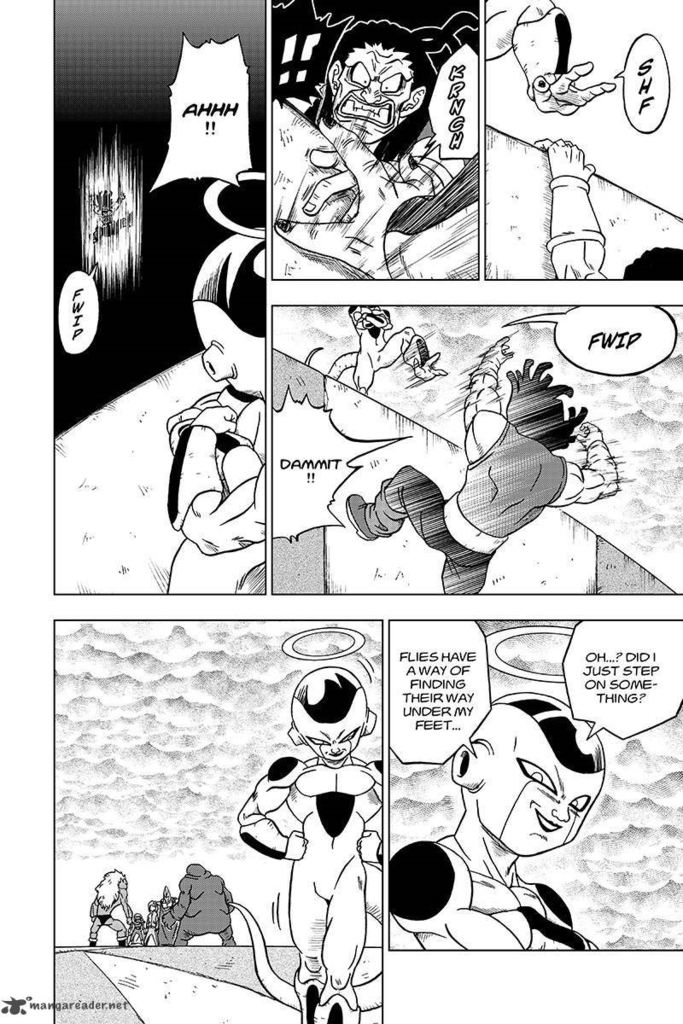 SHF
KRNCH
!!
AHHH
!!
FWIP
FWIP
DAMMIT
!!
OH...? DID I
JUST STEP
ON SOME-
THING?
FLIES HAVE
A WAY OF
FINDING
THEIR WAY
UNDER MY
FEET...
mangareader.net